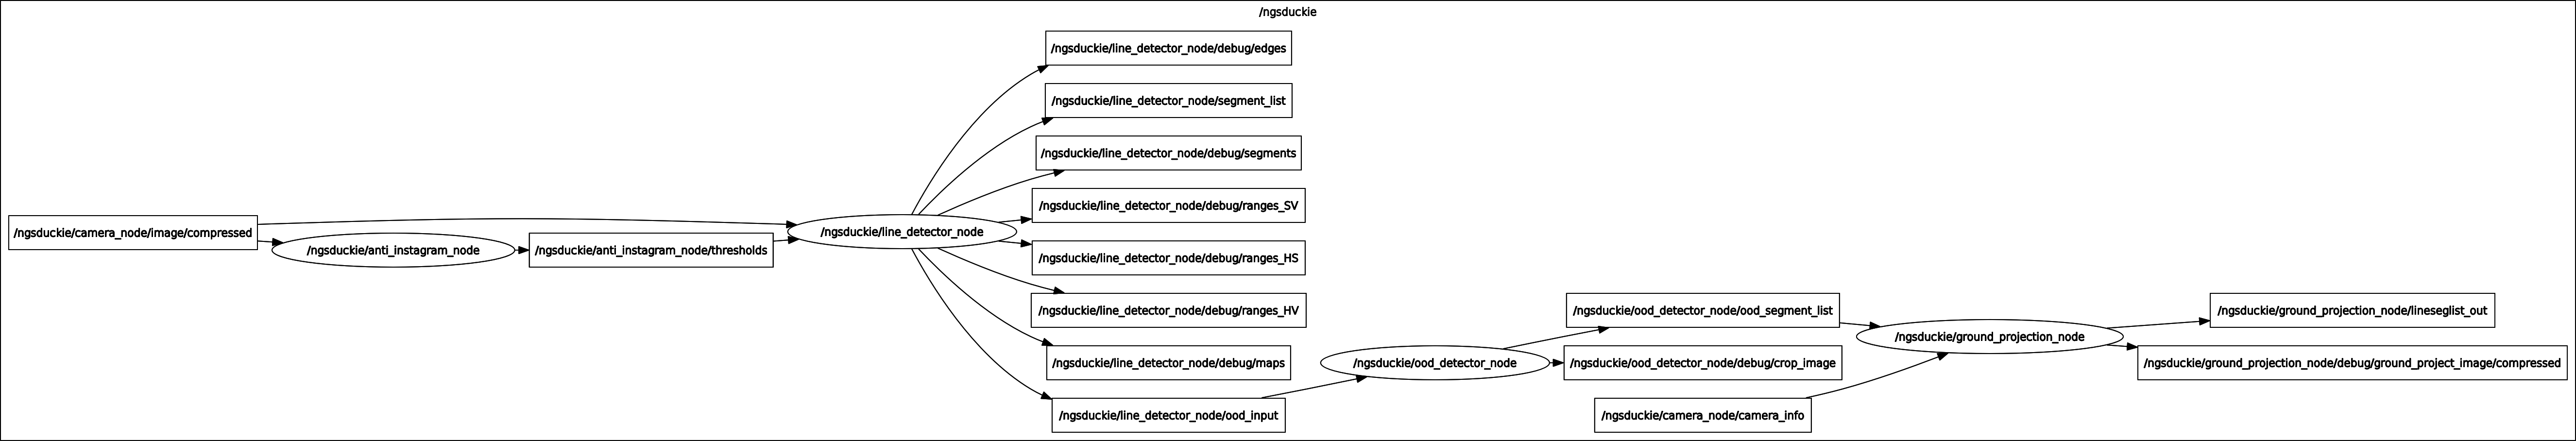 /ngsduckie
/ngsduckie/line_detector_node/debug/edges
/ngsduckie/line_detector_node/segment_list
/ngsduckie/line_detector_node/debug/segments
/ngsduckie/line_detector_node/debug/ranges_SV
/ngsduckie/camera_node/image/compressed
/ngsduckie/anti_instagram_node
/ngsduckie/anti_instagram_node/thresholds
/ngsduckie/line_detector_node
/ngsduckie/line_detector_node/debug/ranges_HS
/ngsduckie/line_detector_node/debug/ranges_HV
/ngsduckie/line_detector_node/debug/maps
/ngsduckie/line_detector_node/ood_input
/ngsduckie/ood_detector_node
/ngsduckie/ood_detector_node/ood_segment_list
/ngsduckie/ood_detector_node/debug/crop_image
/ngsduckie/camera_node/camera_info
/ngsduckie/ground_projection_node
/ngsduckie/ground_projection_node/lineseglist_out
/ngsduckie/ground_projection_node/debug/ground_project_image/compressed